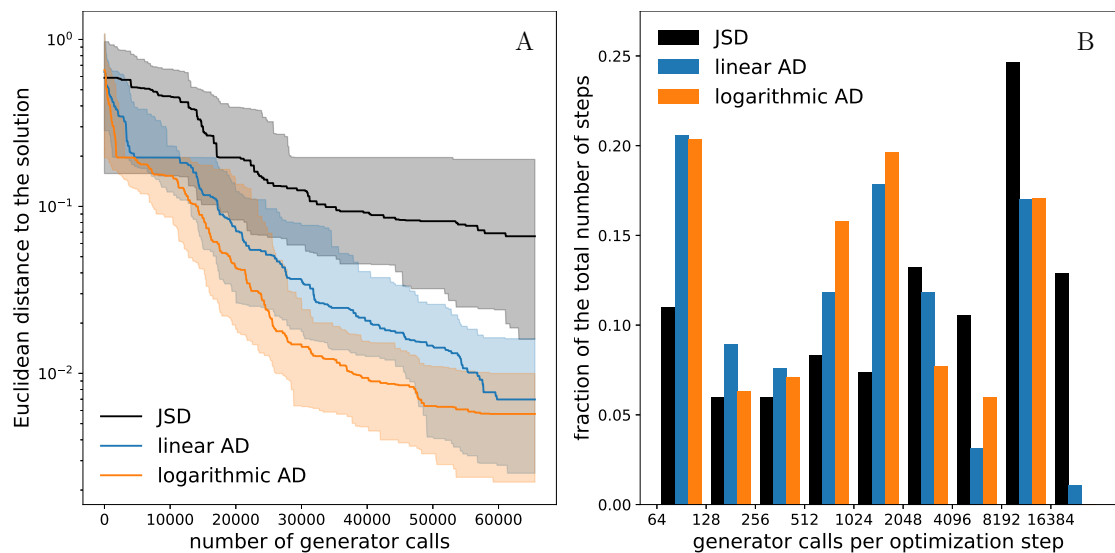 A
Euclidean distance to the solution
10⁰
10⁻¹
10⁻²
JSD
linear AD
logarithmic AD
0 10000 20000 30000 40000 50000 60000
number of generator calls
B
fraction of the total number of steps
0.25
0.20
0.15
0.10
0.05
0.00
JSD
linear AD
logarithmic AD
64 128 256 512 1024 2048 4096 8192 16384
generator calls per optimization step